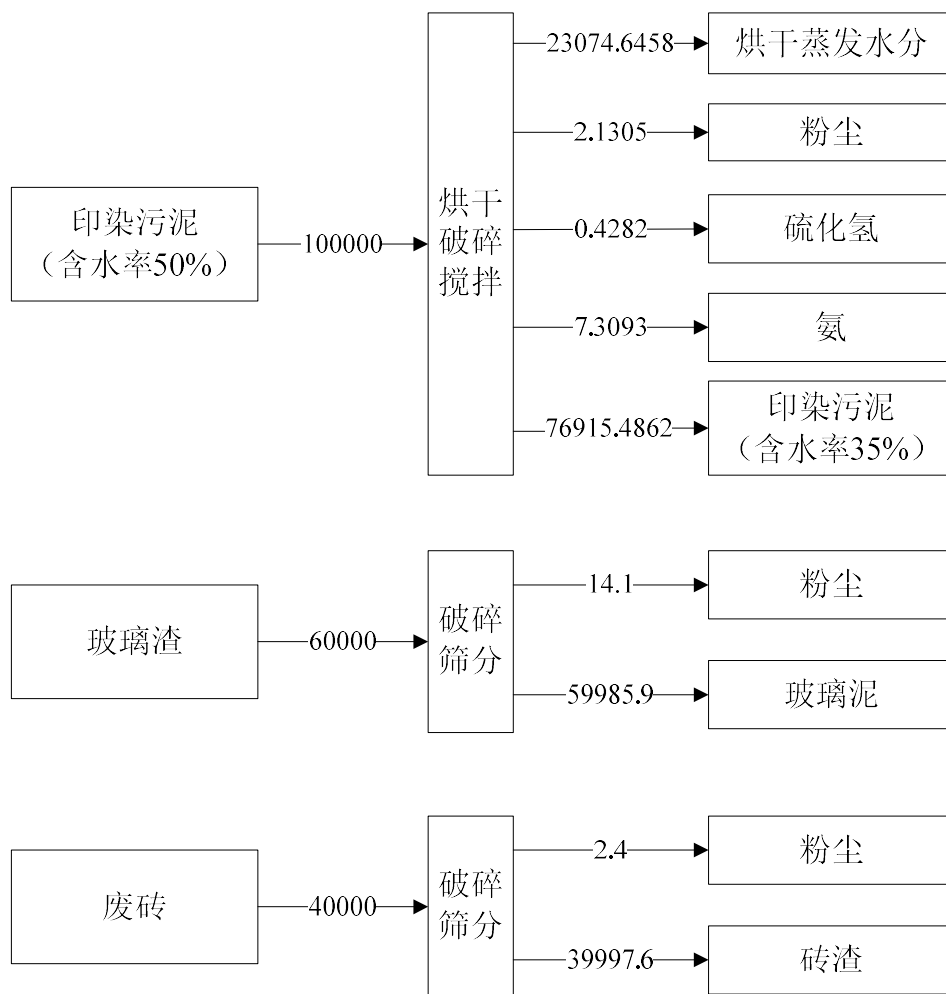 印染污泥
（含水率50%）
100000
烘干
破碎
搅拌
23074.6458
烘干蒸发水分
2.1305
粉尘
0.4282
硫化氢
7.3093
氨
76915.4862
印染污泥
（含水率35%）
玻璃渣
60000
破碎
筛分
14.1
粉尘
59985.9
玻璃泥
废砖
40000
破碎
筛分
2.4
粉尘
39997.6
砖渣